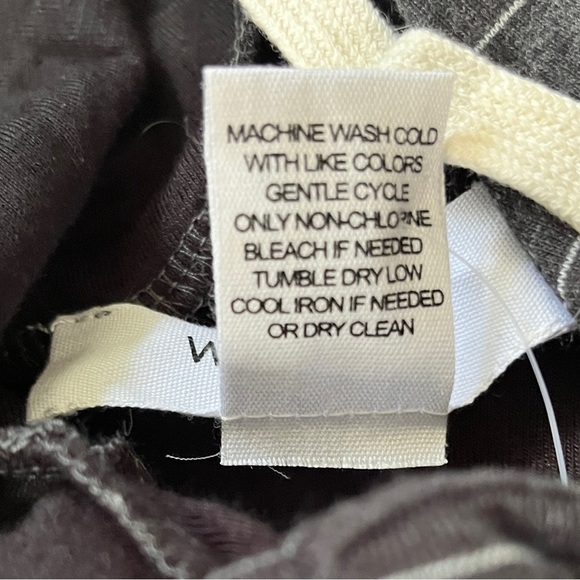 MACHINE WASH COLD
WITH LIKE COLORS
GENTLE CYCLE
ONLY NON-CHLORINE
BLEACH IF NEEDED
TUMBLE DRY LOW
COOL IRON IF NEEDED
OR DRY CLEAN